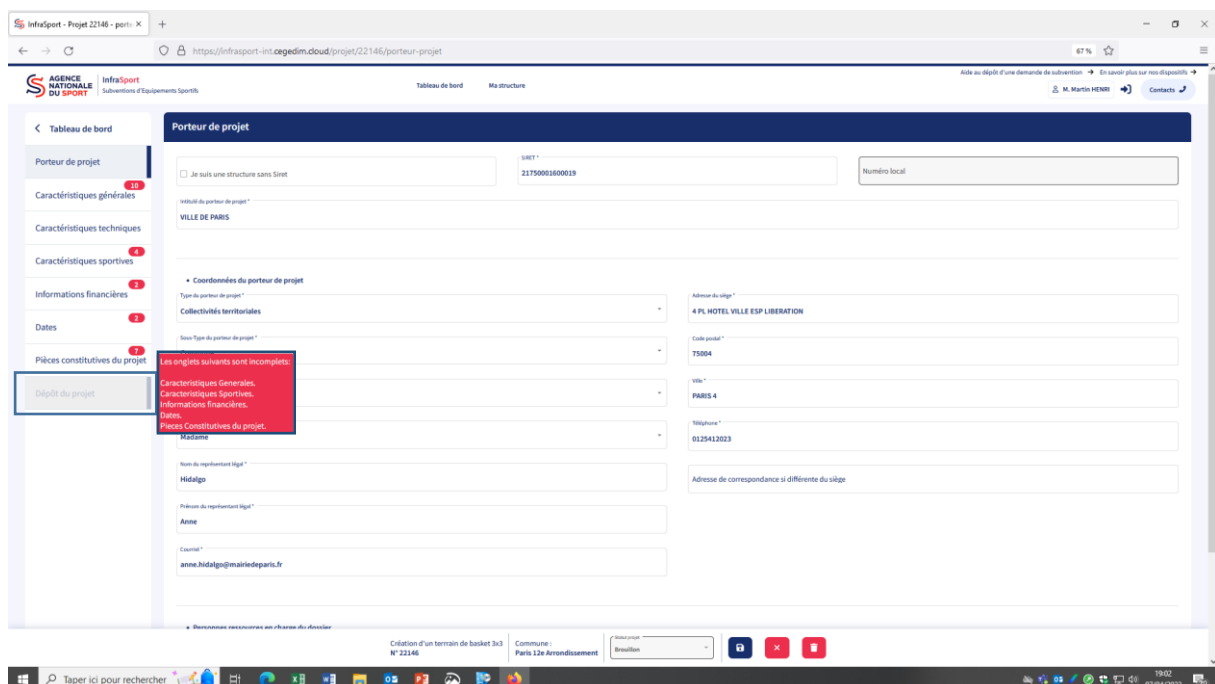 InfraSport - Projet 22146 - porte
https://infrasport-int.cegedim.cloud/projet/22146/porteur-projet
67 %
AGENCE NATIONALE DU SPORT
InfraSport
Subventions d'Equipements Sportifs
Tableau de bord
Ma structure
Aide au dépôt d'une demande de subvention → En savoir plus sur nos dispositifs →
M. Martin HENRI
Contacts
Tableau de bord
Porteur de projet
Caractéristiques générales
10
Caractéristiques techniques
Caractéristiques sportives
4
Informations financières
2
Dates
2
Pièces constitutives du projet
7
Dépôt du projet
Les onglets suivants sont incomplets:
Caracteristiques Generales.
Caracteristiques Sportives.
Informations financières.
Dates.
Pieces Constitutives du projet.
Porteur de projet
Je suis une structure sans Siret
SIRET *
21750001600019
Numéro local
Intitulé du porteur de projet *
VILLE DE PARIS
• Coordonnées du porteur de projet
Type du porteur de projet *
Collectivités territoriales
Adresse du siège *
4 PL HOTEL VILLE ESP LIBERATION
Sous-Type du porteur de projet *
Code postal *
75004
Ville *
PARIS 4
Madame
Téléphone *
0125412023
Nom du représentant légal *
Hidalgo
Adresse de correspondance si différente du siège
Prénom du représentant légal *
Anne
Courriel *
anne.hidalgo@mairiedeparis.fr
• Personnes ressources en charge du dossier
Création d'un terrrain de basket 3x3
N° 22146
Commune :
Paris 12e Arrondissement
Statut projet
Brouillon
Taper ici pour rechercher
19:02